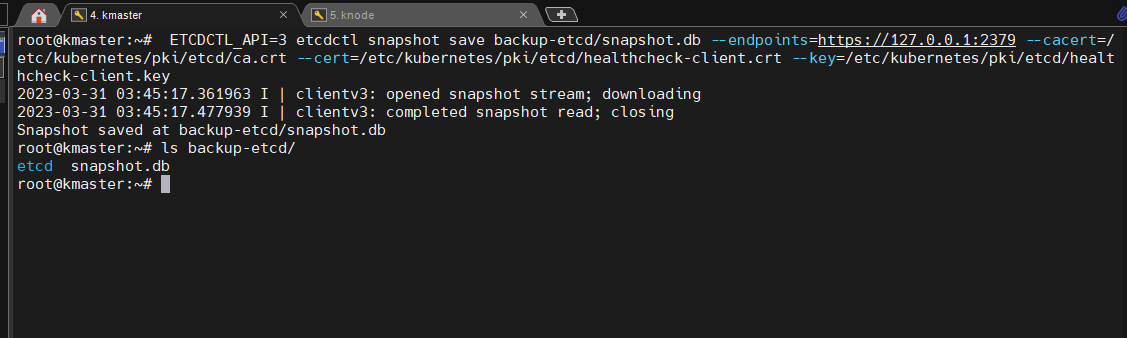 4. kmaster
5. knode
root@kmaster:~#  ETCDCTL_API=3 etcdctl snapshot save backup-etcd/snapshot.db --endpoints=https://127.0.0.1:2379 --cacert=/
etc/kubernetes/pki/etcd/ca.crt --cert=/etc/kubernetes/pki/etcd/healthcheck-client.crt --key=/etc/kubernetes/pki/etcd/healt
hcheck-client.key
2023-03-31 03:45:17.361963 I | clientv3: opened snapshot stream; downloading
2023-03-31 03:45:17.477939 I | clientv3: completed snapshot read; closing
Snapshot saved at backup-etcd/snapshot.db
root@kmaster:~# ls backup-etcd/
etcd  snapshot.db
root@kmaster:~#